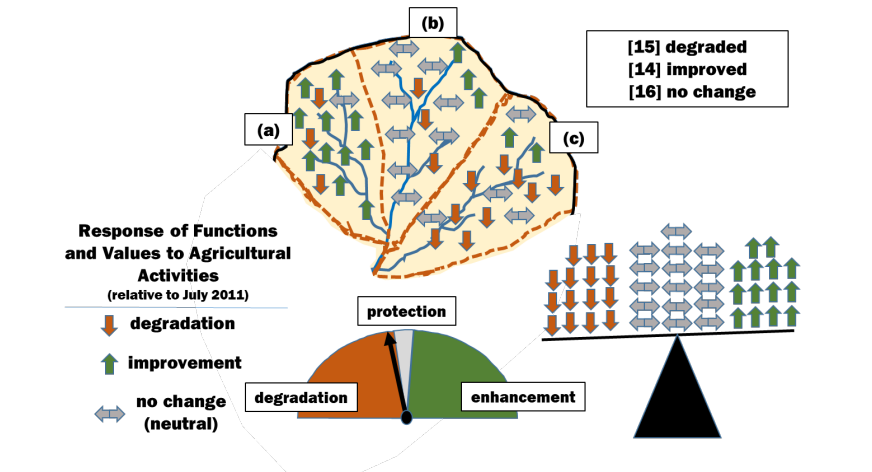 (b)
[15] degraded
[14] improved
[16] no change
(a)
(c)
Response of Functions
and Values to Agricultural
Activities
(relative to July 2011)
degradation
improvement
no change
(neutral)
protection
degradation
enhancement